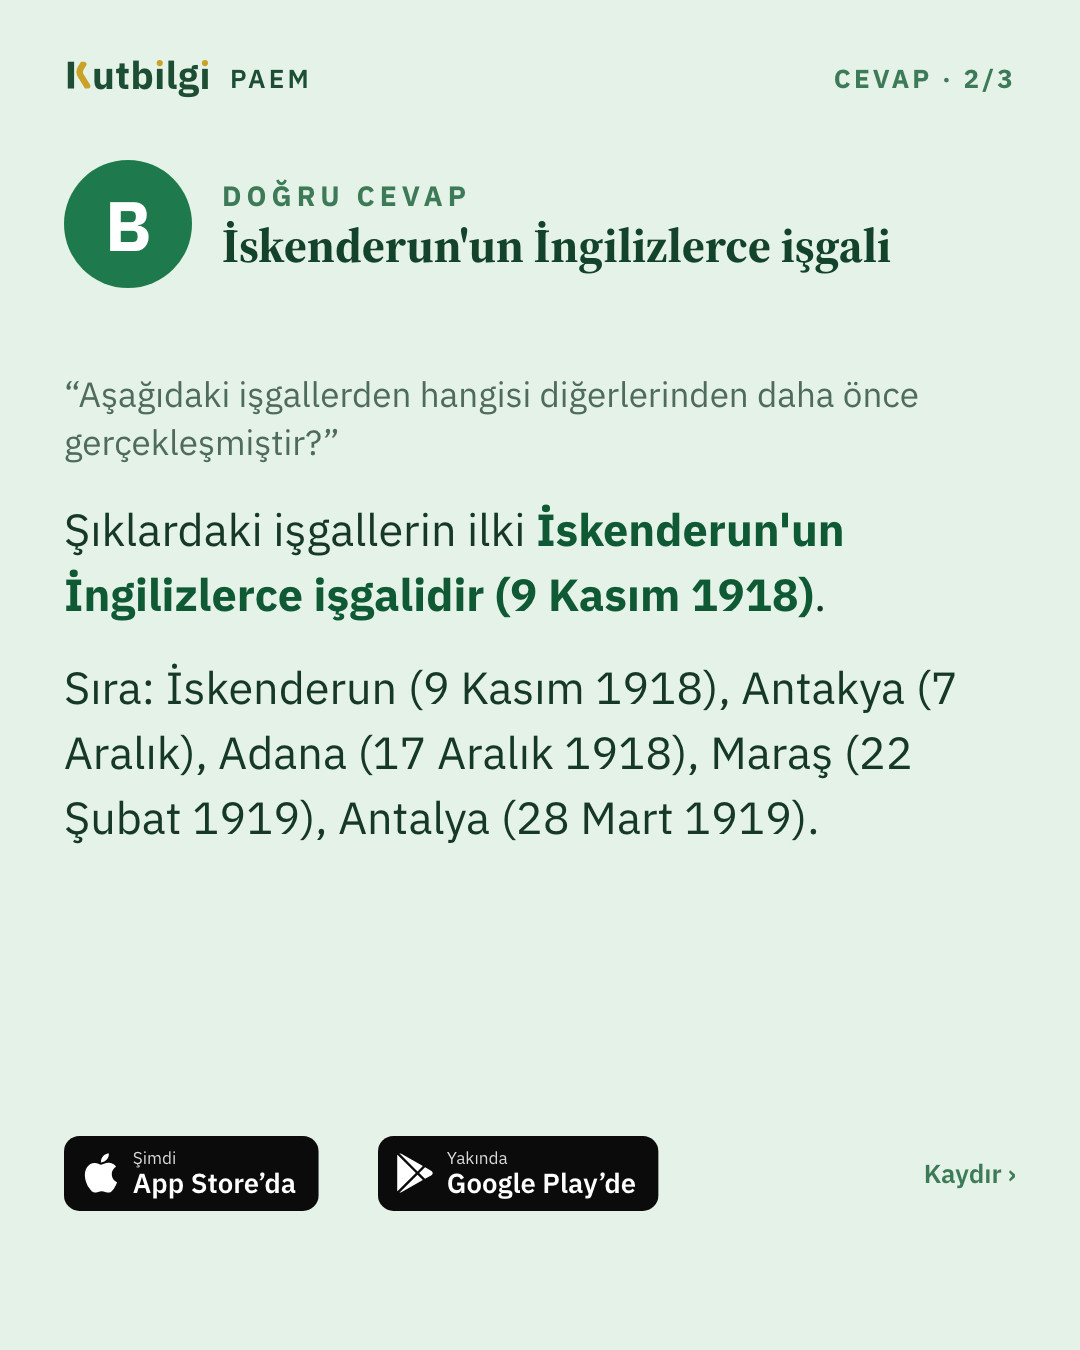 Kutbilgi PAEM
CEVAP · 2/3
B
DOĞRU CEVAP
İskenderun'un İngilizlerce işgali
“Aşağıdaki işgallerden hangisi diğerlerinden daha önce
gerçekleşmiştir?”
Şıklardaki işgallerin ilki İskenderun'un
İngilizlerce işgalidir (9 Kasım 1918).
Sıra: İskenderun (9 Kasım 1918), Antakya (7
Aralık), Adana (17 Aralık 1918), Maraş (22
Şubat 1919), Antalya (28 Mart 1919).
Şimdi
App Store’da
Yakında
Google Play’de
Kaydır ›